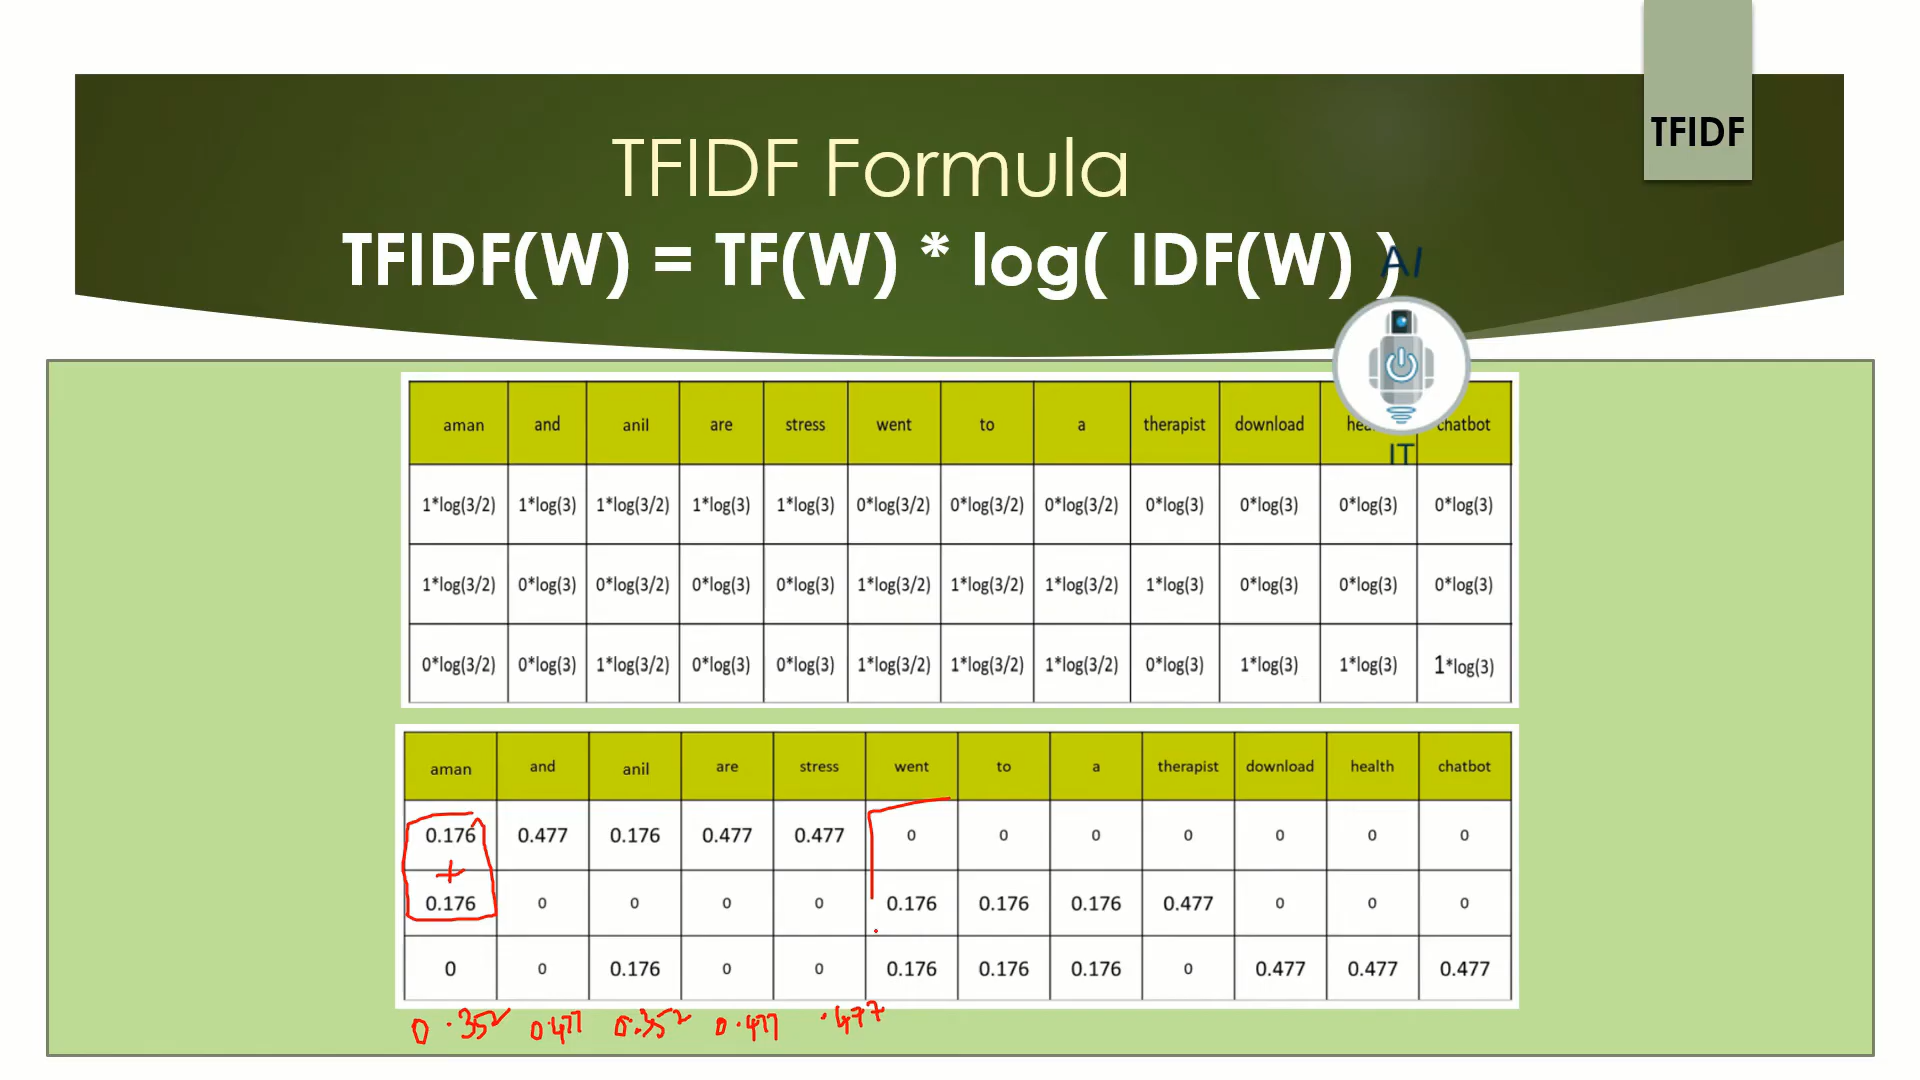 TFIDF
TFIDF Formula
TFIDF(W) = TF(W) * log( IDF(W) )
AI
IT
aman and anil are stress went to a therapist download chatbot
1*log(3/2) 1*log(3) 1*log(3/2) 1*log(3) 1*log(3) 0*log(3/2) 0*log(3/2) 0*log(3/2) 0*log(3) 0*log(3) 0*log(3) 0*log(3)
1*log(3/2) 0*log(3) 0*log(3/2) 0*log(3) 0*log(3) 1*log(3/2) 1*log(3/2) 1*log(3/2) 1*log(3) 0*log(3) 0*log(3) 0*log(3)
0*log(3/2) 0*log(3) 1*log(3/2) 0*log(3) 0*log(3) 1*log(3/2) 1*log(3/2) 1*log(3/2) 0*log(3) 1*log(3) 1*log(3) 1*log(3)
aman and anil are stress went to a therapist download health chatbot
0.176 0.477 0.176 0.477 0.477 0 0 0 0 0 0 0
+
0.176 0 0 0 0 0.176 0.176 0.176 0.477 0 0 0
0 0 0.176 0 0 0.176 0.176 0.176 0 0.477 0.477 0.477
0.352 0.477 0.352 0.477 .477